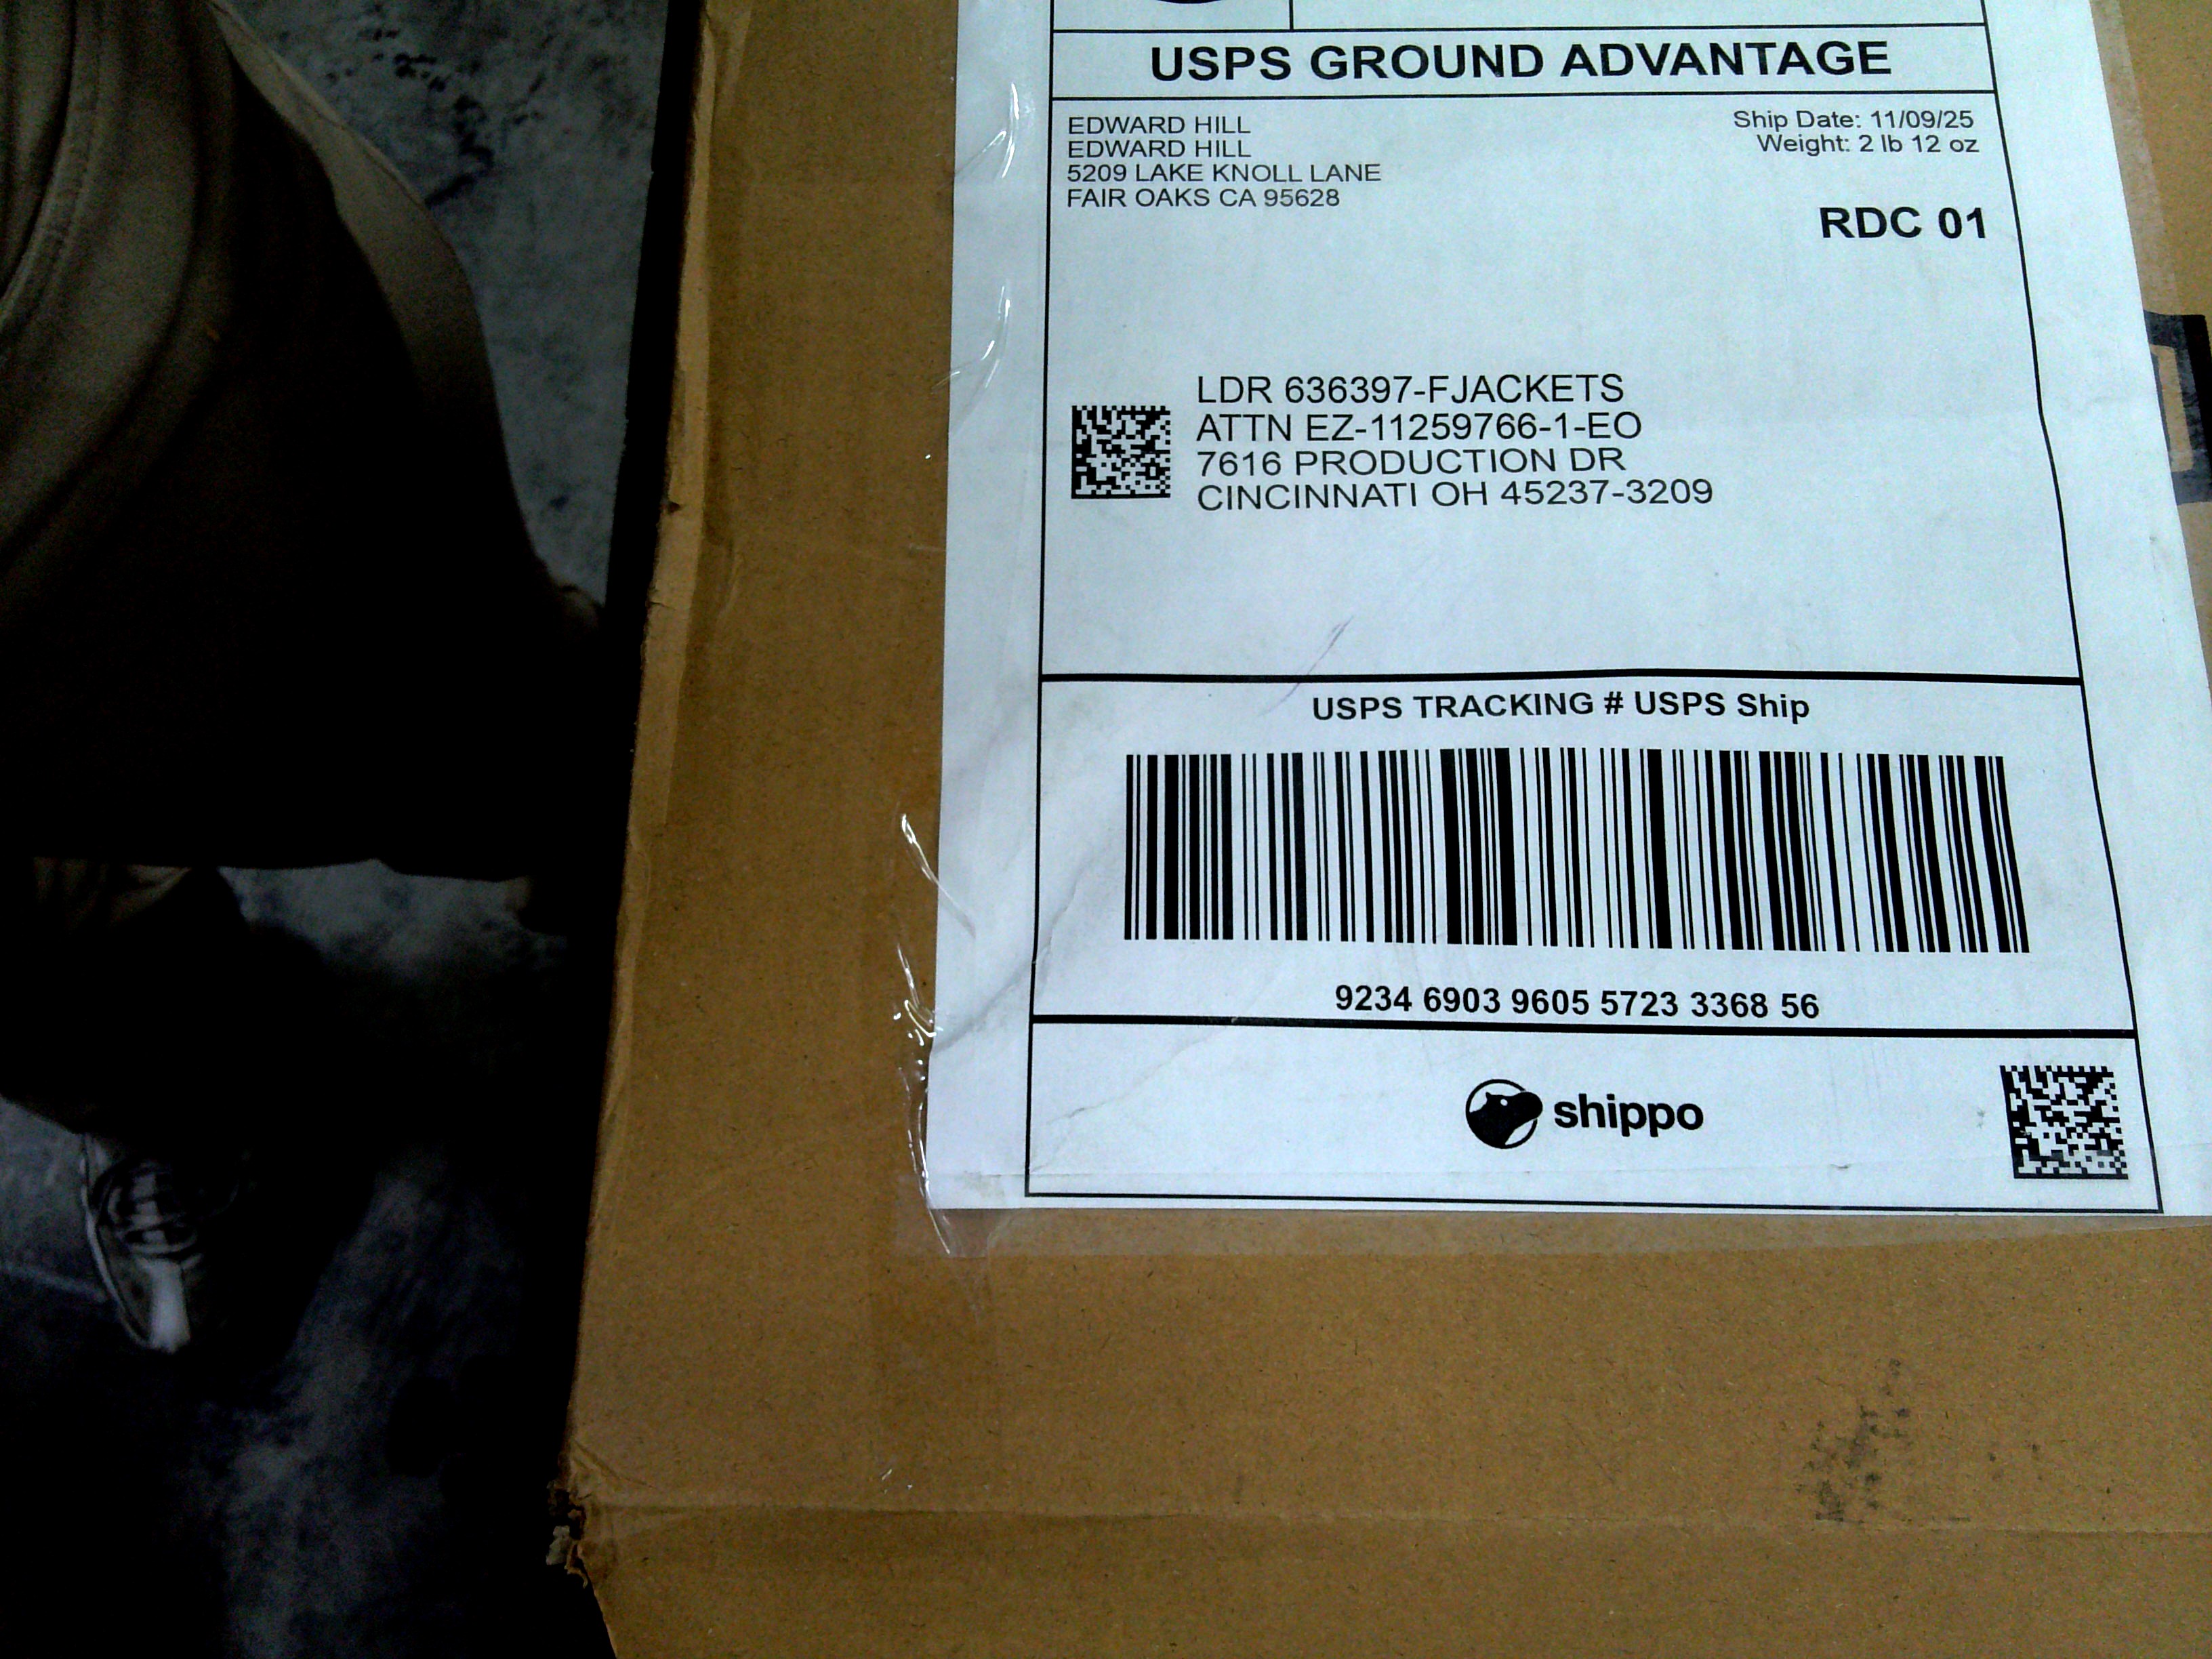 USPS GROUND ADVANTAGE
EDWARD HILL
EDWARD HILL
5209 LAKE KNOLL LANE
FAIR OAKS CA 95628
Ship Date: 11/09/25
Weight: 2 lb 12 oz
RDC 01
LDR 636397-FJACKETS
ATTN EZ-11259766-1-EO
7616 PRODUCTION DR
CINCINNATI OH 45237-3209
USPS TRACKING # USPS Ship
9234 6903 9605 5723 3368 56
shippo